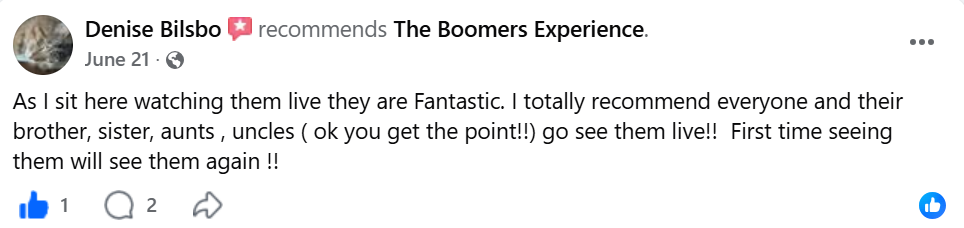 Denise Bilsbo recommends The Boomers Experience.
June 21 ·
As I sit here watching them live they are Fantastic. I totally recommend everyone and their
brother, sister, aunts , uncles ( ok you get the point!!) go see them live!!  First time seeing
them will see them again !!
1 2